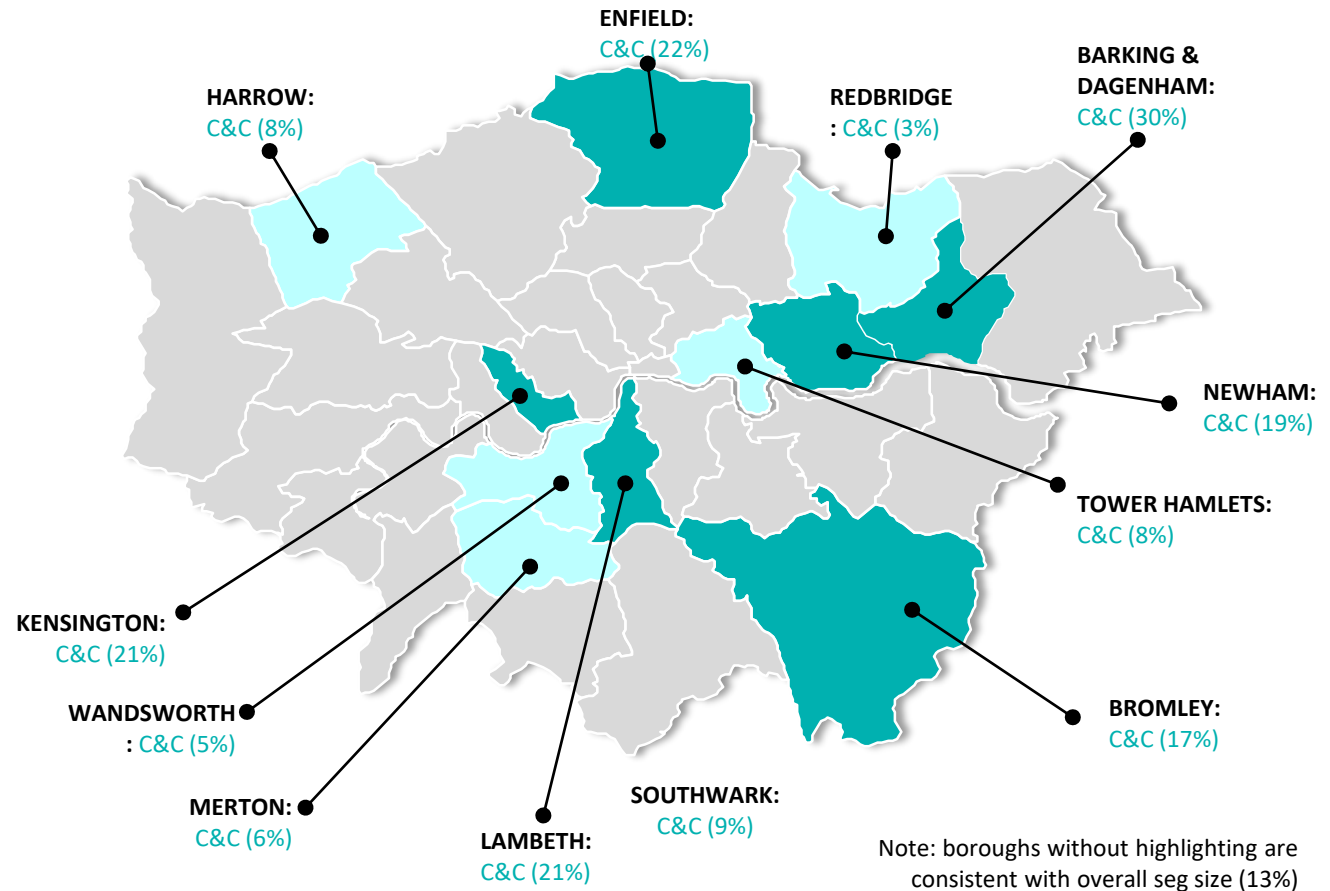 ENFIELD:
C&C (22%)
BARKING &
DAGENHAM:
C&C (30%)
HARROW:
C&C (8%)
REDBRIDGE
: C&C (3%)
NEWHAM:
C&C (19%)
TOWER HAMLETS:
C&C (8%)
KENSINGTON:
C&C (21%)
WANDSWORTH
: C&C (5%)
BROMLEY:
C&C (17%)
MERTON:
C&C (6%)
LAMBETH:
C&C (21%)
SOUTHWARK:
C&C (9%)
Note: boroughs without highlighting are
consistent with overall seg size (13%)